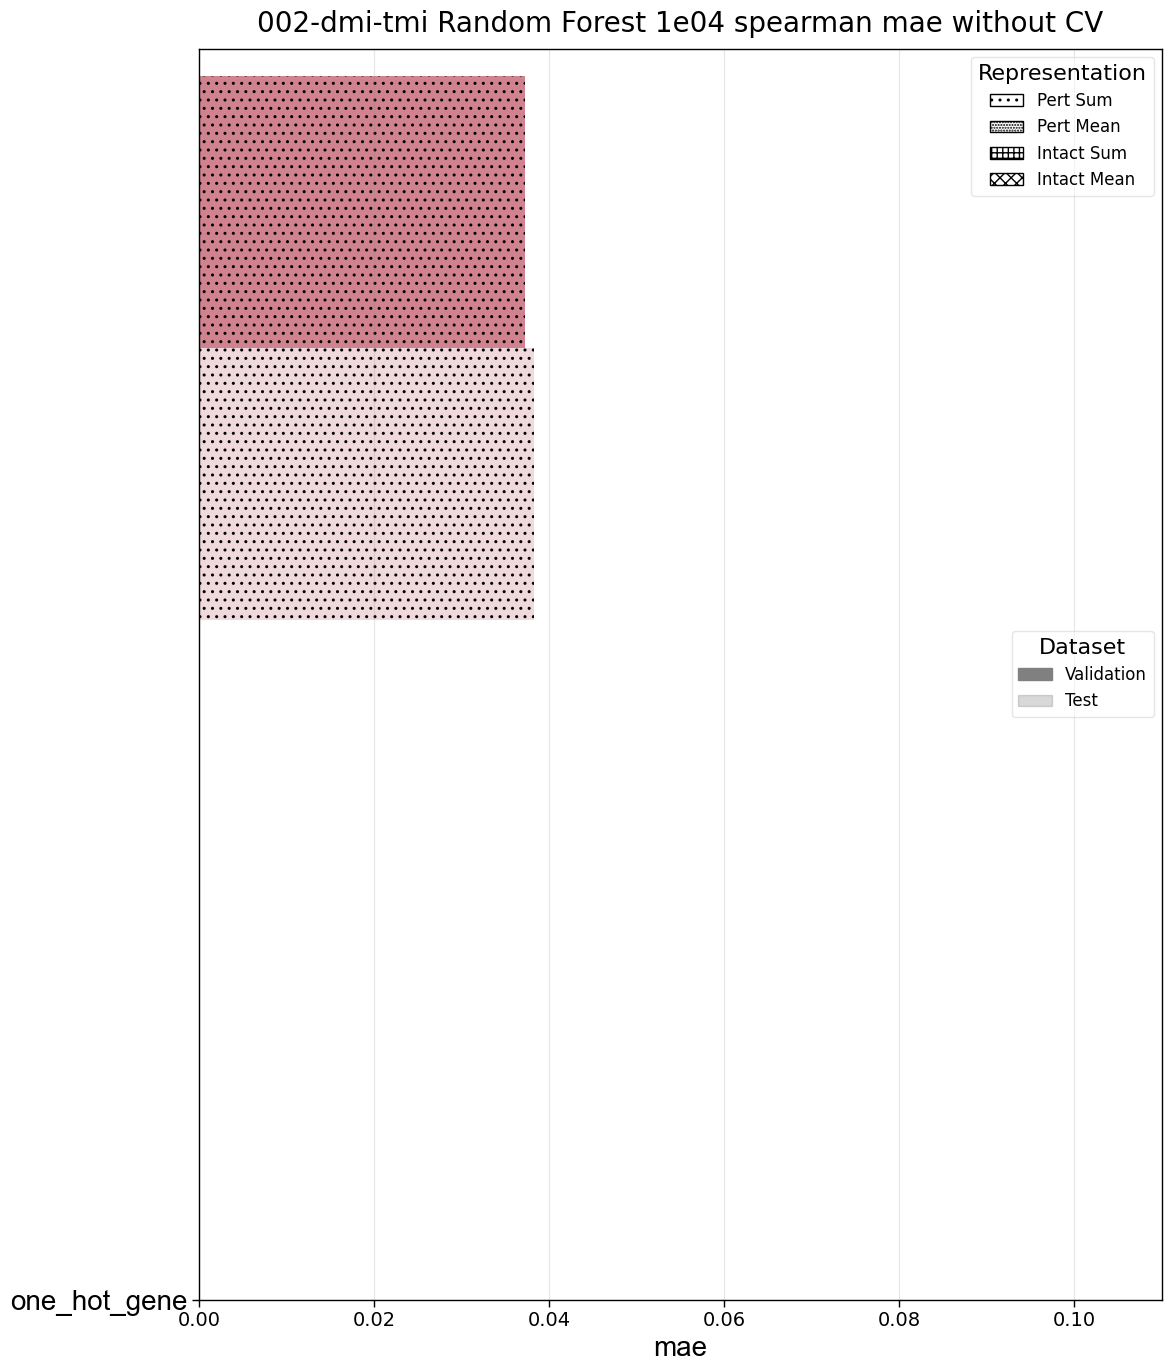 002-dmi-tmi Random Forest 1e04 spearman mae without CV
Representation
Pert Sum
Pert Mean
Intact Sum
Intact Mean
Dataset
Validation
Test
one_hot_gene
0.00 0.02 0.04 0.06 0.08 0.10
mae